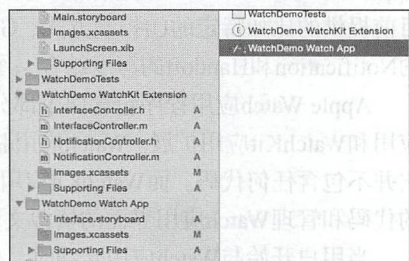 Main.storyboard
Images.xcassets
LaunchScreen.xib
Supporting Files
WatchDemoTests
WatchDemo WatchKit Extension
InterfaceController.h A
InterfaceController.m A
NotificationController.h A
NotificationController.m A
Images.xcassets M
Supporting Files A
WatchDemo Watch App
Interface.storyboard A
Images.xcassets M
Supporting Files A
WatchDemoTests
WatchDemo WatchKit Extension
WatchDemo Watch App